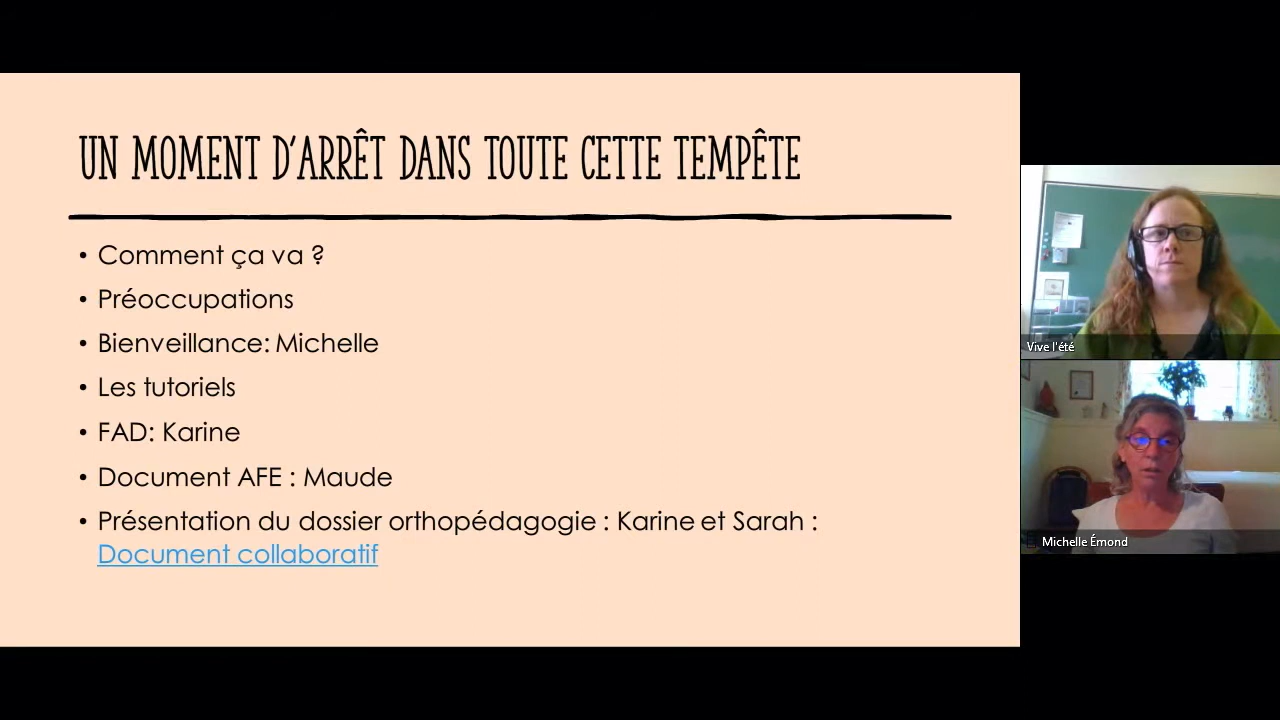 UN MOMENT D'ARRÊT DANS TOUTE CETTE TEMPÊTE
• Comment ça va ?
• Préoccupations
• Bienveillance: Michelle
• Les tutoriels
• FAD: Karine
• Document AFE : Maude
• Présentation du dossier orthopédagogie : Karine et Sarah :
Document collaboratif
Vive l'été
Michelle Émond